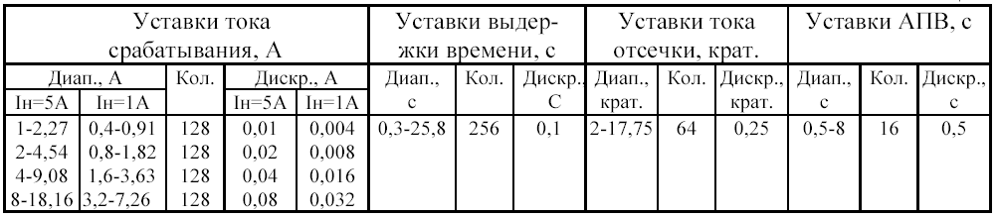 Уставки тока срабатывания, А | Уставки выдер-жки времени, с | Уставки тока отсечки, крат. | Уставки АПВ, с
Диап., А | Кол. | Дискр., А | Диап., с | Кол. | Дискр., С | Диап., крат. | Кол. | Дискр., крат. | Диап., с | Кол. | Дискр., с
Iн=5А | Iн=1А | Iн=5А | Iн=1А
1-2,27 | 0,4-0,91 | 128 | 0,01 | 0,004 | 0,3-25,8 | 256 | 0,1 | 2-17,75 | 64 | 0,25 | 0,5-8 | 16 | 0,5
2-4,54 | 0,8-1,82 | 128 | 0,02 | 0,008
4-9,08 | 1,6-3,63 | 128 | 0,04 | 0,016
8-18,16 | 3,2-7,26 | 128 | 0,08 | 0,032